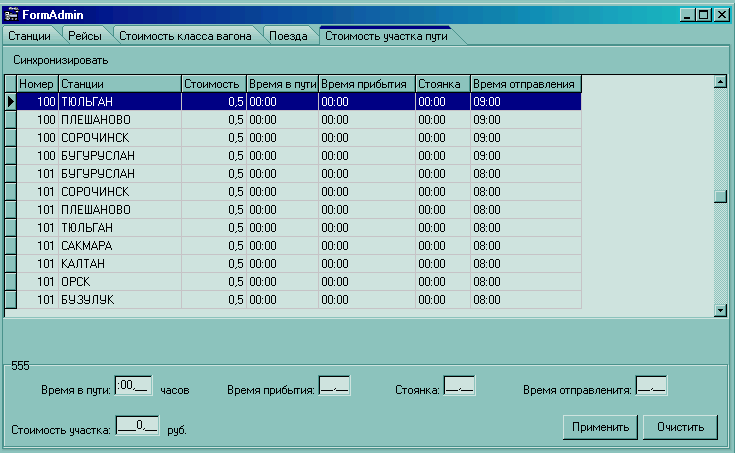 FormAdmin
Станции Рейсы Стоимость класса вагона Поезда Стоимость участка пути
Синхронизировать
Номер Станции Стоимость Время в пути Время прибытия Стоянка Время отправления
100 ТЮЛЬГАН 0,5 00:00 00:00 00:00 09:00
100 ПЛЕШАНОВО 0,5 00:00 00:00 00:00 09:00
100 СОРОЧИНСК 0,5 00:00 00:00 00:00 09:00
100 БУГУРУСЛАН 0,5 00:00 00:00 00:00 09:00
101 БУГУРУСЛАН 0,5 00:00 00:00 00:00 08:00
101 СОРОЧИНСК 0,5 00:00 00:00 00:00 08:00
101 ПЛЕШАНОВО 0,5 00:00 00:00 00:00 08:00
101 ТЮЛЬГАН 0,5 00:00 00:00 00:00 08:00
101 САКМАРА 0,5 00:00 00:00 00:00 08:00
101 КАЛТАН 0,5 00:00 00:00 00:00 08:00
101 ОРСК 0,5 00:00 00:00 00:00 08:00
101 БУЗУЛУК 0,5 00:00 00:00 00:00 08:00
555
Время в пути: :00,__ часов Время прибытия: __,__ Стоянка: __,__ Время отправленитя: __,__
Стоимость участка: ___0,__ руб. Применить Очистить